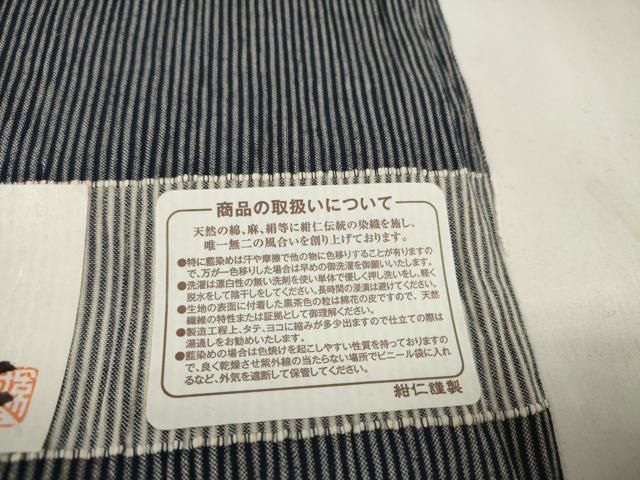 商品の取扱いについて
天然の綿、麻、絹等に紺仁伝統の染織を施し、
唯一無二の風合いを創り上げております。
●特に藍染めは汗や摩擦で他の物に色移りすることが有りますの
で、万が一色移りした場合は早めの御洗濯を御願いいたします。
●洗濯は漂白性の無い洗剤を使い単体で優しく押し洗いをし、軽く
脱水をして陰干しをしてください。長時間の浸漬は避けてください。
●生地の表面に付着した黒茶色の粒は綿花の皮ですので、天然
繊維の特性または証拠として御理解ください。
●製造工程上、タテ、ヨコに縮みが多少出ますので仕立ての際は
湯通しをお勧めいたします。
●藍染めの場合は色焼けを起こしやすい性質を持っておりますの
で、良く乾燥させ紫外線の当たらない場所でビニール袋に入れ
るなど、外気を遮断して保管してください。
紺仁謹製